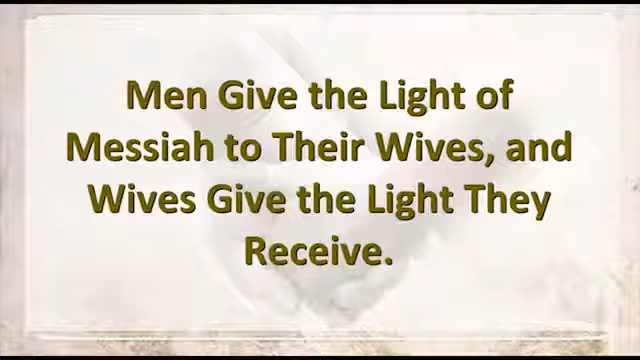 Men Give the Light of
Messiah to Their Wives, and
Wives Give the Light They
Receive.